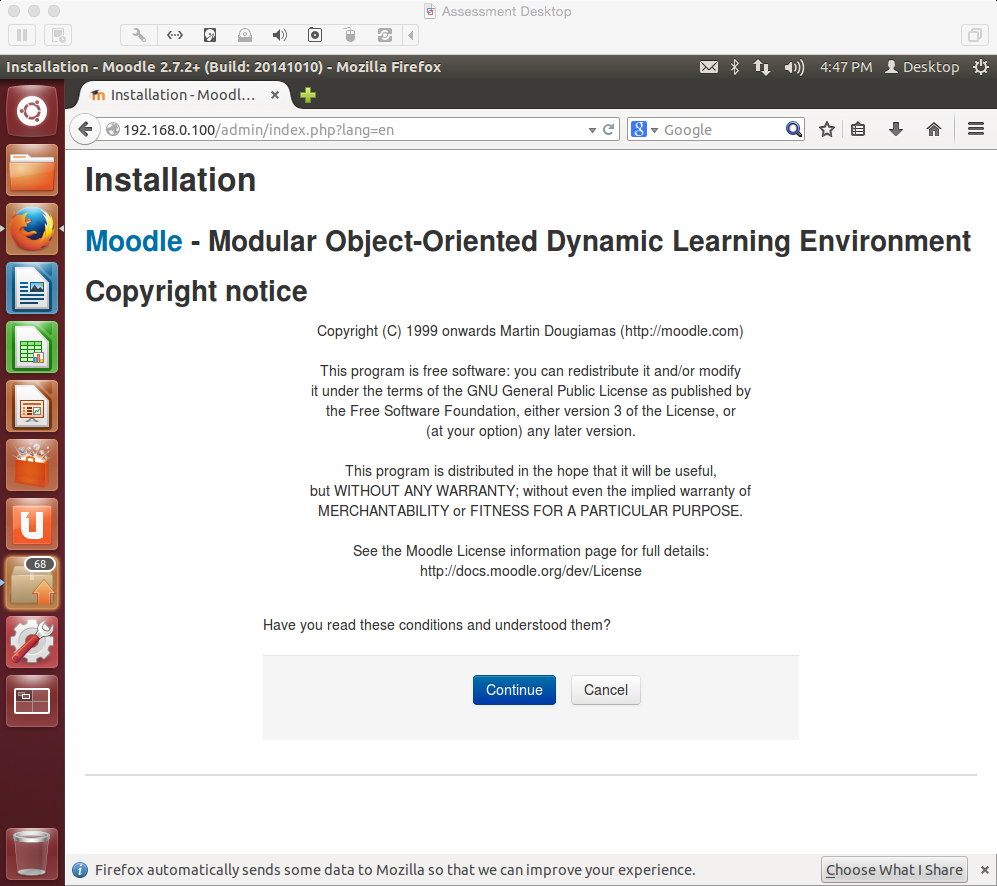 Assessment Desktop
Installation - Moodle 2.7.2+ (Build: 20141010) - Mozilla Firefox
4:47 PM
Desktop
Installation - Moodl...
192.168.0.100/admin/index.php?lang=en
Google
Installation
Moodle - Modular Object-Oriented Dynamic Learning Environment
Copyright notice
Copyright (C) 1999 onwards Martin Dougiamas (http://moodle.com)
This program is free software: you can redistribute it and/or modify
it under the terms of the GNU General Public License as published by
the Free Software Foundation, either version 3 of the License, or
(at your option) any later version.
This program is distributed in the hope that it will be useful,
but WITHOUT ANY WARRANTY; without even the implied warranty of
MERCHANTABILITY or FITNESS FOR A PARTICULAR PURPOSE.
See the Moodle License information page for full details:
http://docs.moodle.org/dev/License
68
Have you read these conditions and understood them?
Continue
Cancel
Firefox automatically sends some data to Mozilla so that we can improve your experience.
Choose What I Share